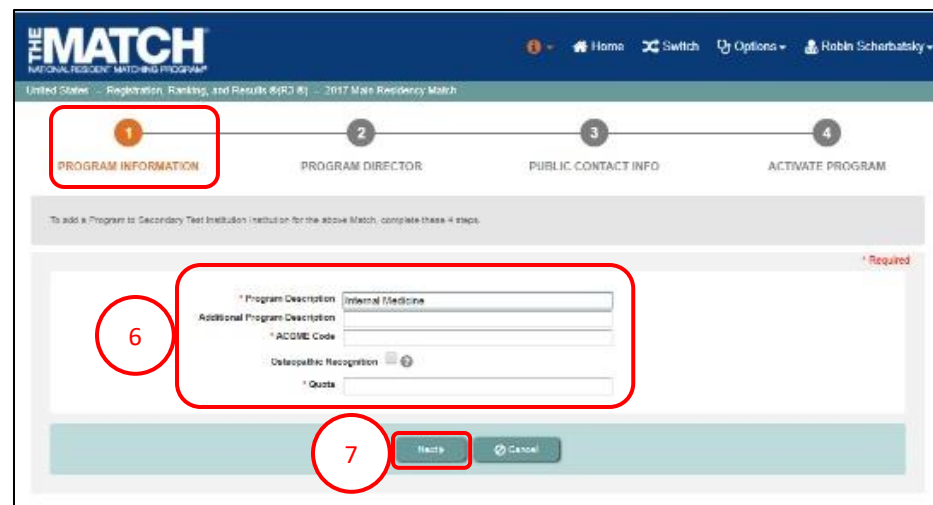 THE MATCH
NATIONAL RESIDENT MATCHING PROGRAM®
Home Switch Options Robin Scherbatsky
United States Registration, Ranking, and Results ®(R3 ®) 2017 Main Residency Match
1 2 3 4
PROGRAM INFORMATION PROGRAM DIRECTOR PUBLIC CONTACT INFO ACTIVATE PROGRAM
To add a Program to Secondary Test Institution Institution for the above Match, complete these 4 steps.
* Required
* Program Description Internal Medicine
Additional Program Description
6
* ACGME Code
Osteopathic Recognition
* Quota
7 Next Cancel